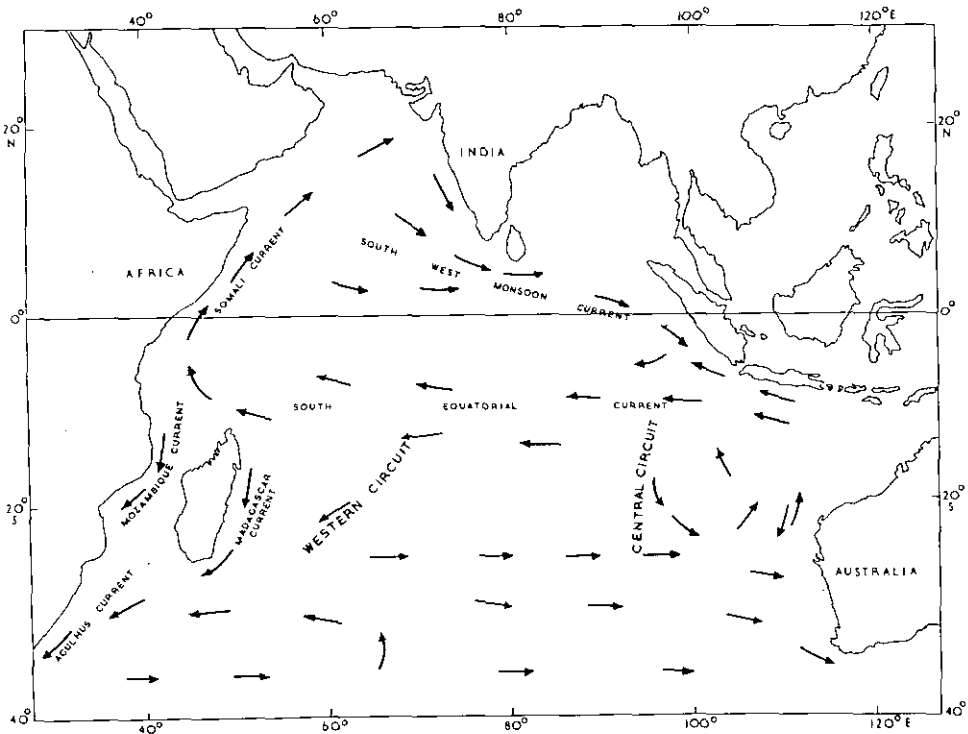 40° 60° 80° 100° 120°E
20° N
20° N
INDIA
AFRICA
SOMALI CURRENT
SOUTH WEST MONSOON CURRENT
0°
0°
SOUTH EQUATORIAL CURRENT
MOZAMBIQUE CURRENT
MADAGASCAR CURRENT
WESTERN CIRCUIT
CENTRAL CIRCUIT
20° S
20° S
AUSTRALIA
AGULHUS CURRENT
40°
40°
40° 60° 80° 100° 120°E